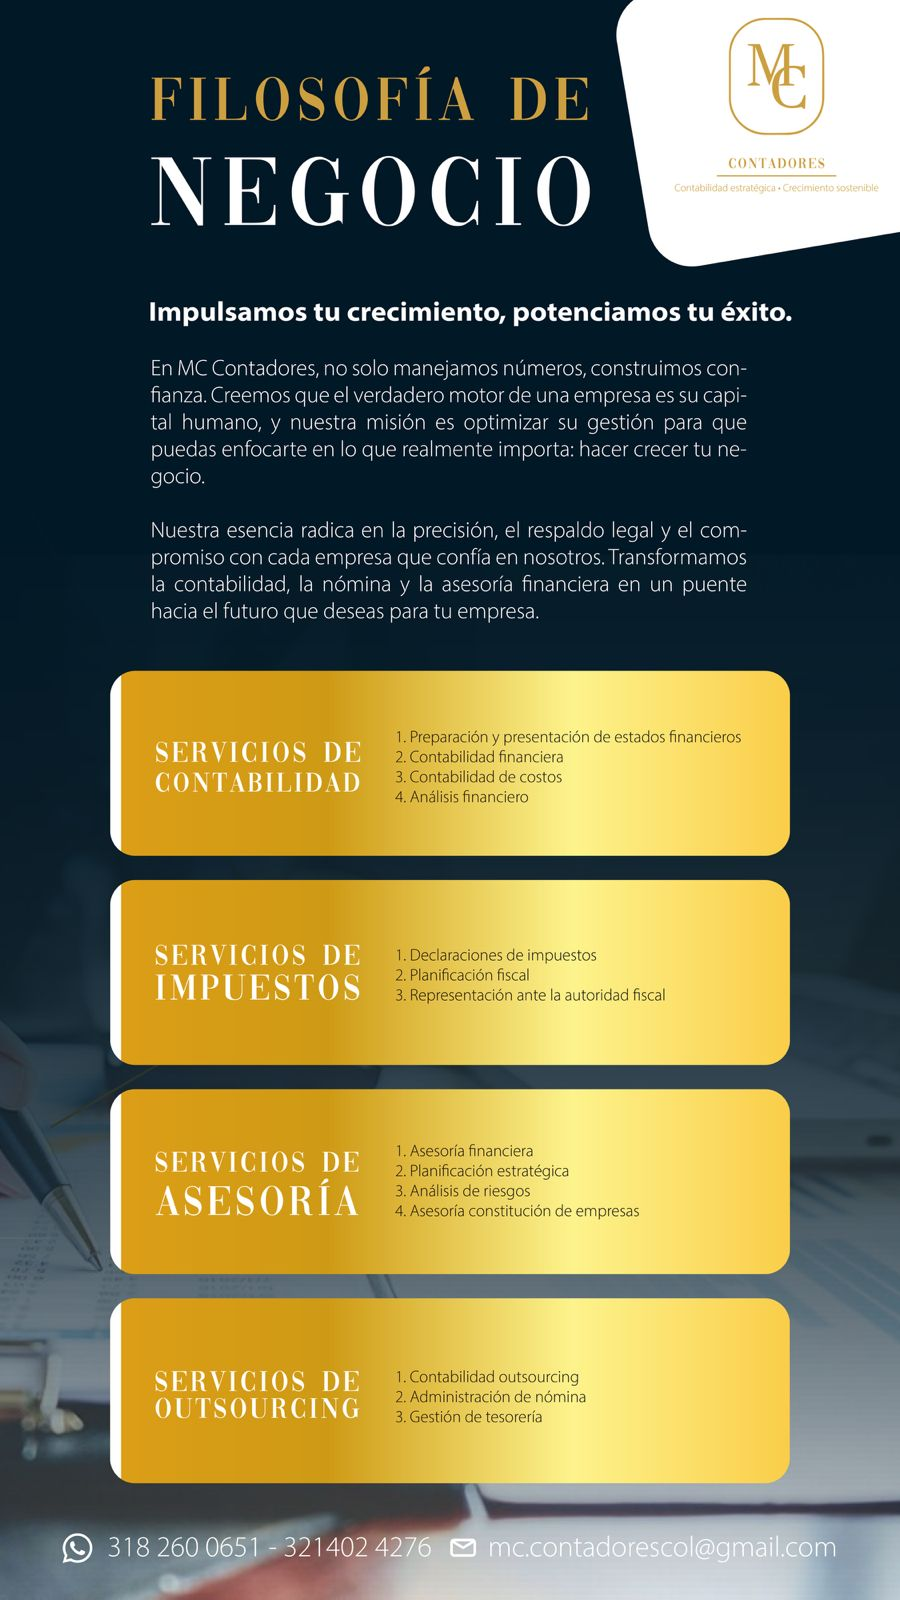 MC
CONTADORES
Contabilidad estratégica • Crecimiento sostenible
FILOSOFÍA DE
NEGOCIO
Impulsamos tu crecimiento, potenciamos tu éxito.
En MC Contadores, no solo manejamos números, construimos con-
fianza. Creemos que el verdadero motor de una empresa es su capi-
tal humano, y nuestra misión es optimizar su gestión para que
puedas enfocarte en lo que realmente importa: hacer crecer tu ne-
gocio.
Nuestra esencia radica en la precisión, el respaldo legal y el com-
promiso con cada empresa que confía en nosotros. Transformamos
la contabilidad, la nómina y la asesoría financiera en un puente
hacia el futuro que deseas para tu empresa.
SERVICIOS DE
CONTABILIDAD
1. Preparación y presentación de estados financieros
2. Contabilidad financiera
3. Contabilidad de costos
4. Análisis financiero
SERVICIOS DE
IMPUESTOS
1. Declaraciones de impuestos
2. Planificación fiscal
3. Representación ante la autoridad fiscal
SERVICIOS DE
ASESORÍA
1. Asesoría financiera
2. Planificación estratégica
3. Análisis de riesgos
4. Asesoría constitución de empresas
SERVICIOS DE
OUTSOURCING
1. Contabilidad outsourcing
2. Administración de nómina
3. Gestión de tesorería
318 260 0651 - 321402 4276 mc.contadorescol@gmail.com